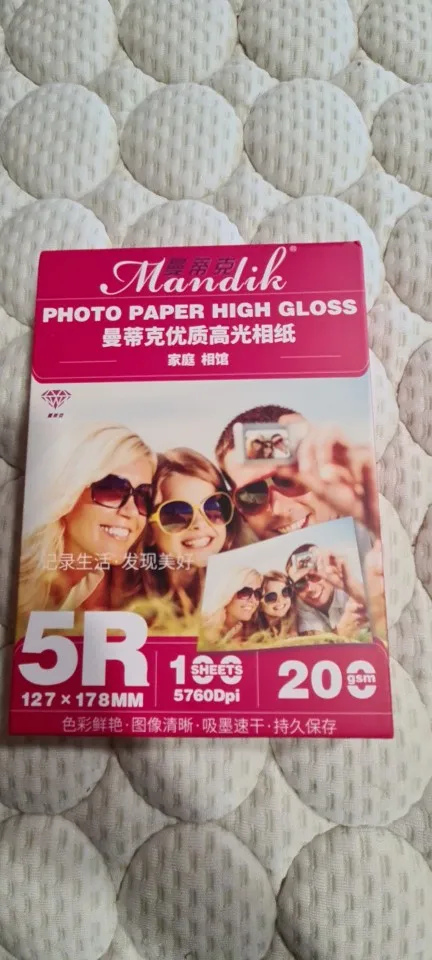 曼蒂克
Mandik®
PHOTO PAPER HIGH GLOSS
曼蒂克优质高光相纸
家庭 相馆
记录生活·发现美好
5R
127×178MM
100
SHEETS
5760Dpi
200
gsm
色彩鲜艳·图像清晰·吸墨速干·持久保存